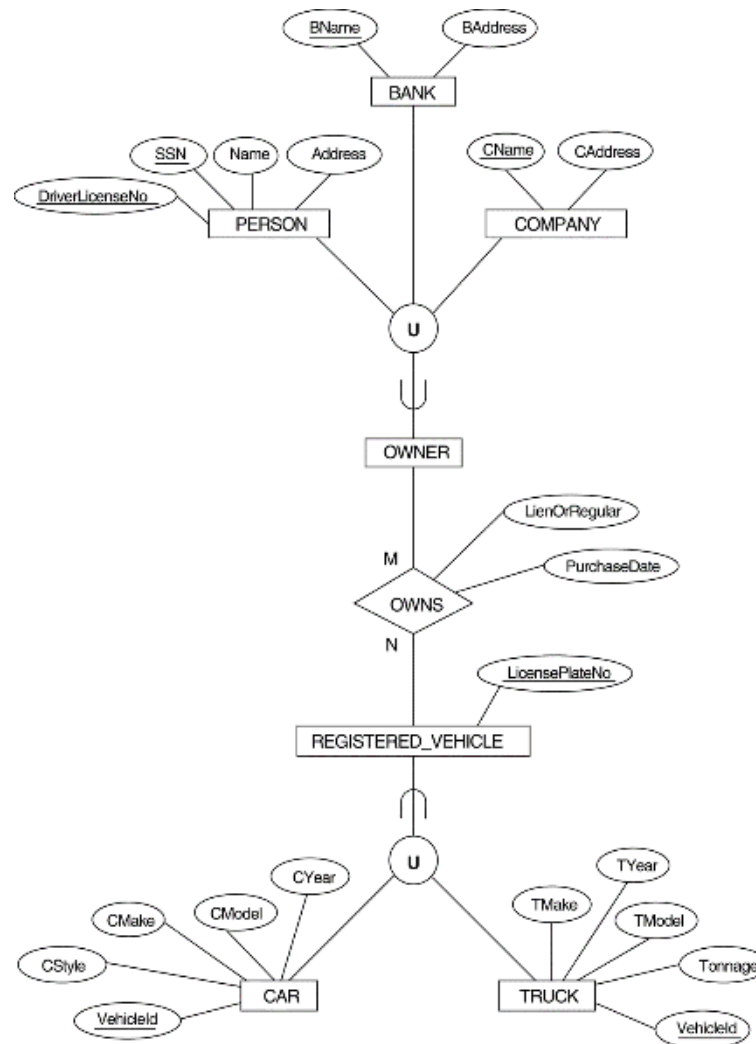 BName
BAddress
BANK
SSN
Name
Address
CName
CAddress
DriverLicenseNo
PERSON
COMPANY
U
OWNER
LienOrRegular
M
PurchaseDate
OWNS
N
LicensePlateNo
REGISTERED_VEHICLE
U
CYear
TYear
CModel
TMake
CMake
TModel
CStyle
Tonnage
CAR
TRUCK
VehicleId
VehicleId